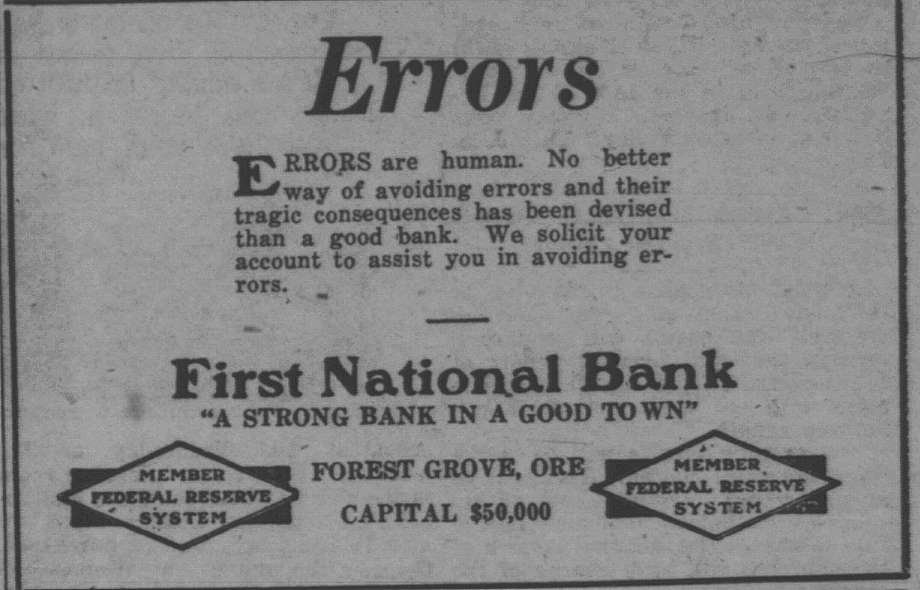 Errors
ERRORS are human. No better
way of avoiding errors and their
tragic consequences has been devised
than a good bank. We solicit your
account to assist you in avoiding er-
rors.
First National Bank
"A STRONG BANK IN A GOOD TOWN"
MEMBER
FEDERAL RESERVE
SYSTEM
FOREST GROVE, ORE
CAPITAL $50,000
MEMBER
FEDERAL RESERVE
SYSTEM